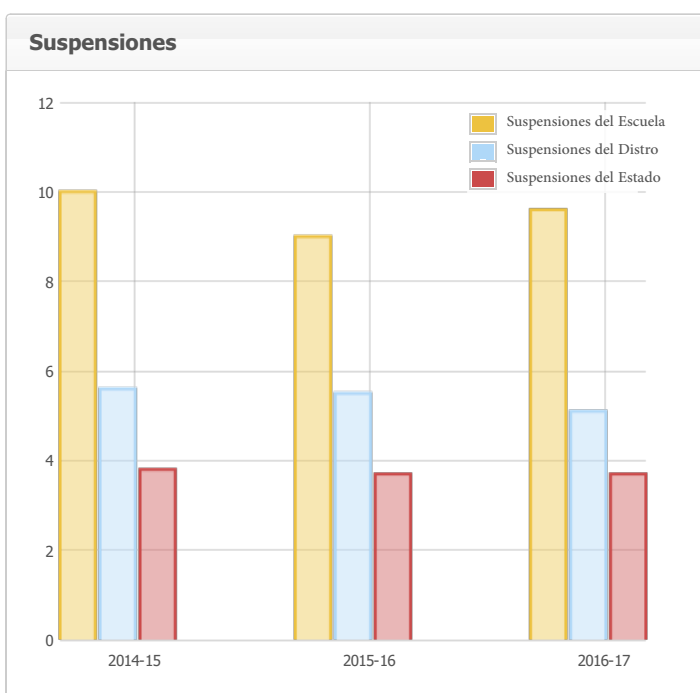 Suspensiones
12
Suspensiones del Escuela
Suspensiones del Distro
Suspensiones del Estado
10
8
6
4
2
0
2014-15 2015-16 2016-17